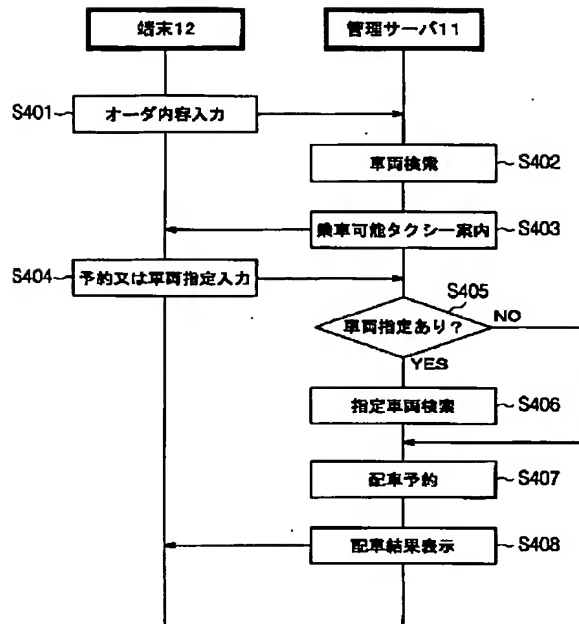 端末12
管理サーバ11
S401
オーダ内容入力
車両検索
S402
乗車可能タクシー案内
S403
S404
予約又は車両指定入力
S405
車両指定あり？
NO
YES
指定車両検索
S406
配車予約
S407
配車結果表示
S408